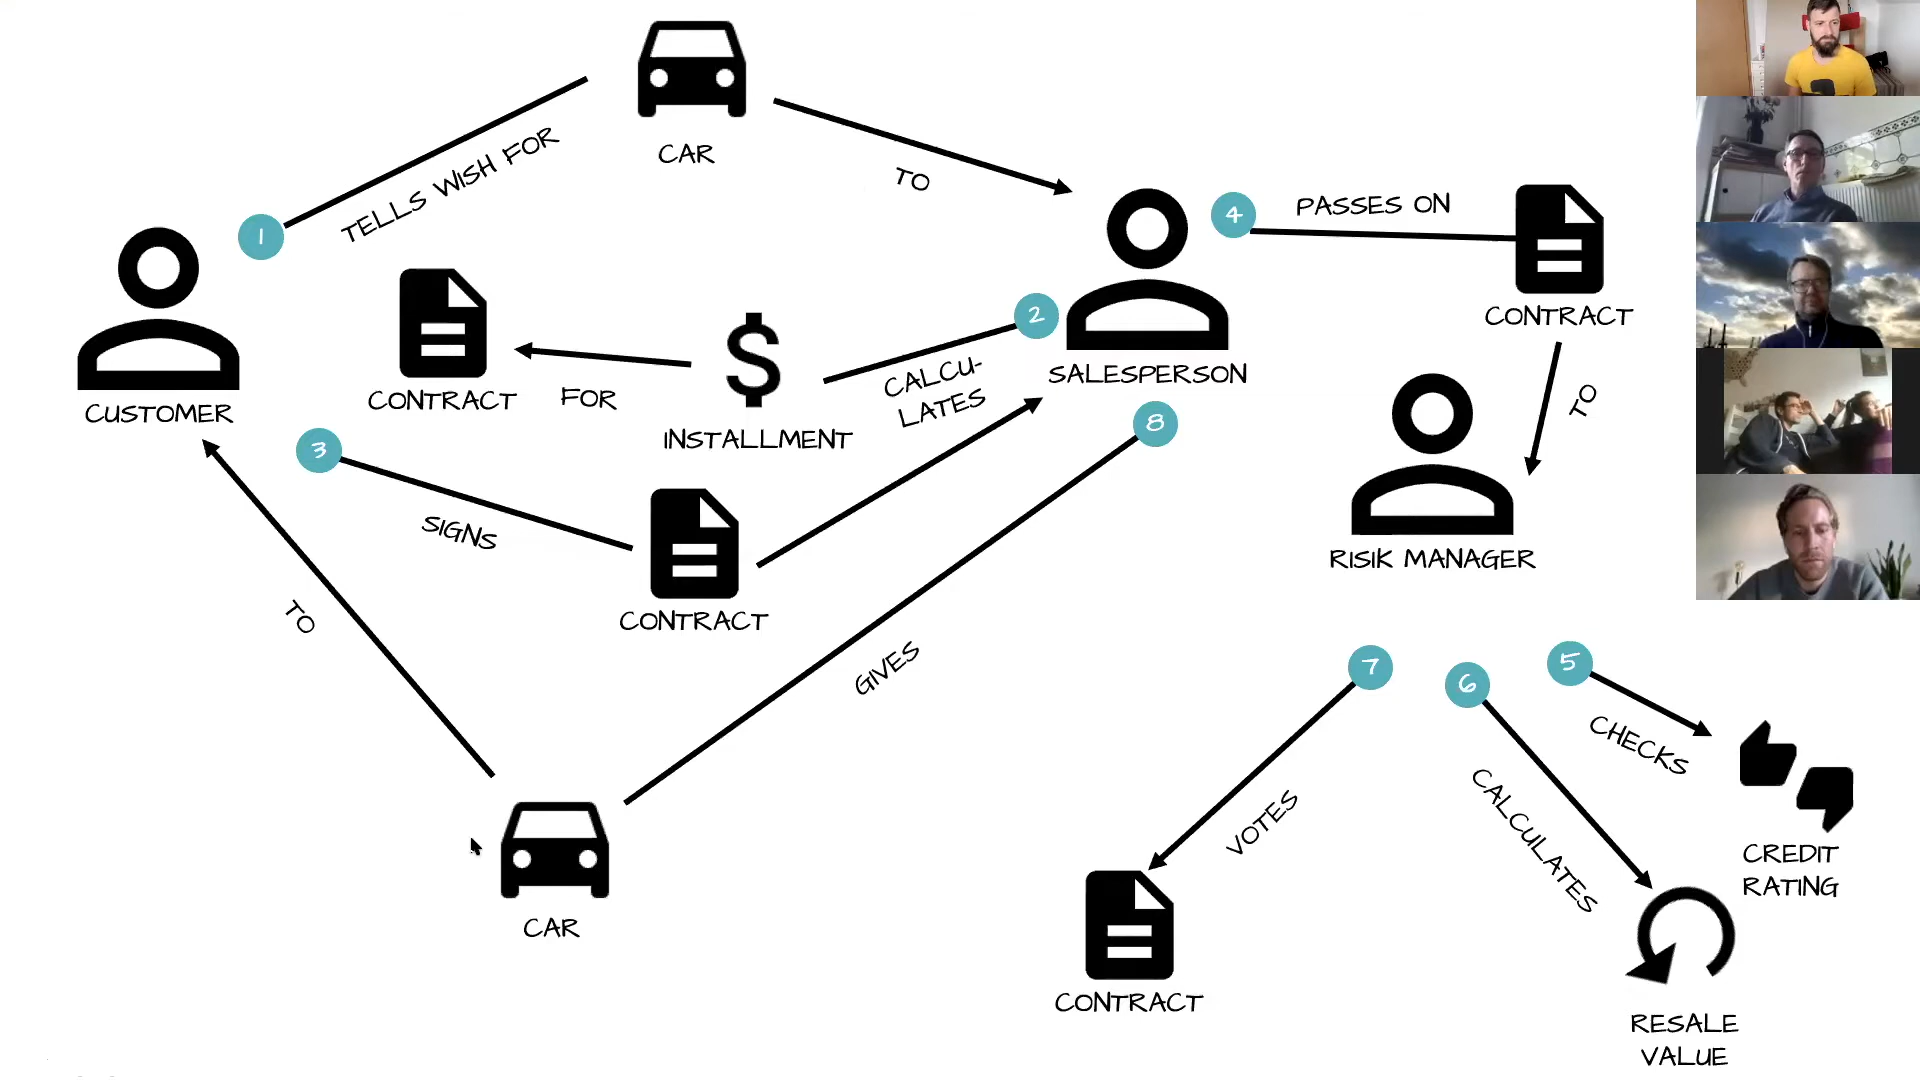 CAR
TELLS WISH FOR
TO
1
CUSTOMER
2
SALESPERSON
CALCU-
LATES
INSTALLMENT
FOR
CONTRACT
3
SIGNS
CONTRACT
4
PASSES ON
CONTRACT
TO
RISIK MANAGER
5
CHECKS
CREDIT
RATING
6
CALCULATES
RESALE
VALUE
7
VOTES
CONTRACT
8
GIVES
CAR
TO